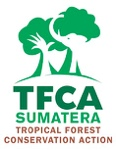 TFCA
SUMATERA
TROPICAL FOREST
CONSERVATION ACTION